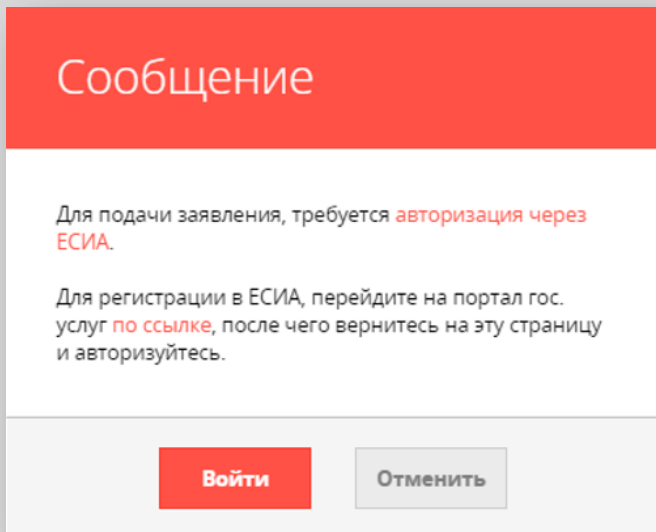 Сообщение
Для подачи заявления, требуется авторизация через
ЕСИА.
Для регистрации в ЕСИА, перейдите на портал гос.
услуг по ссылке, после чего вернитесь на эту страницу
и авторизуйтесь.
Войти
Отменить